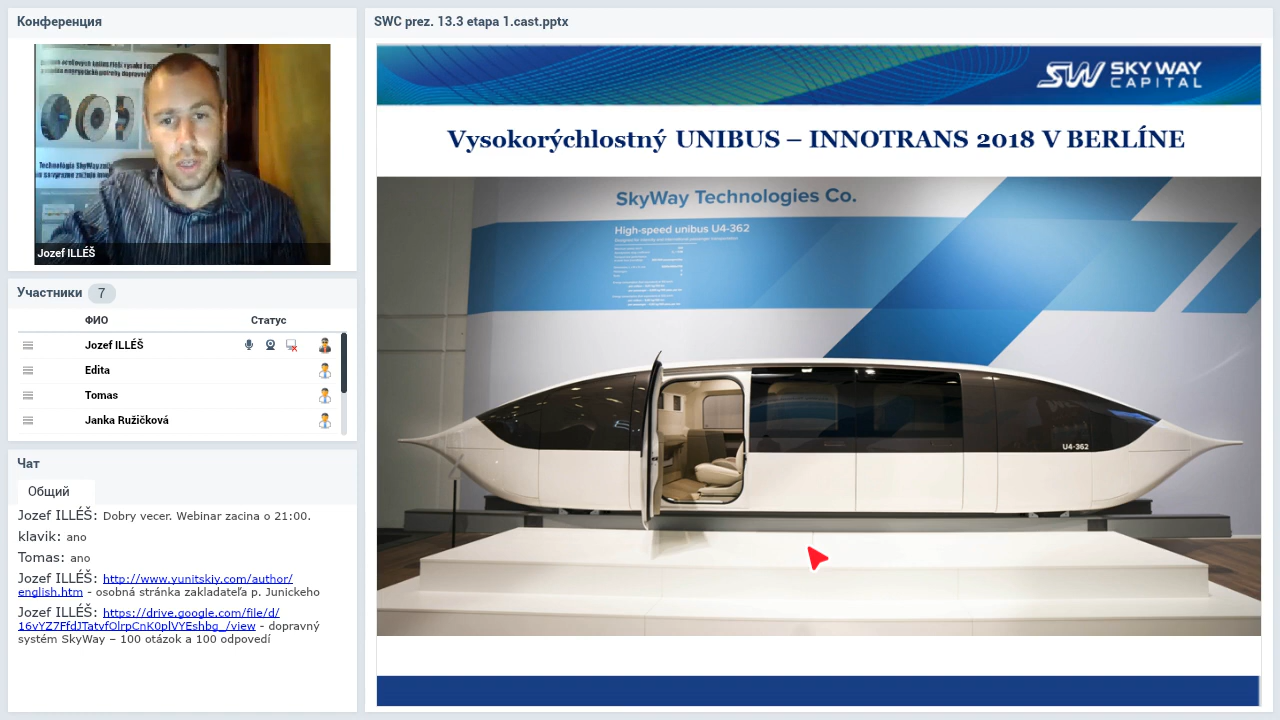 Конференция
Jozef ILLÉŠ
Участники 7
ФИО Статус
Jozef ILLÉŠ
Edita
Tomas
Janka Ružičková
Чат
Общий
Jozef ILLÉŠ: Dobry vecer. Webinar zacina o 21:00.
klavik: ano
Tomas: ano
Jozef ILLÉŠ: http://www.yunitskiy.com/author/
english.htm - osobná stránka zakladateľa p. Junickeho
Jozef ILLÉŠ: https://drive.google.com/file/d/
16vYZ7FfdJTatvfOlrpCnK0plVYEshbg_/view - dopravný
systém SkyWay – 100 otázok a 100 odpovedí
SWC prez. 13.3 etapa 1.cast.pptx
SW SKY WAY
CAPITAL
Vysokorýchlostný UNIBUS – INNOTRANS 2018 V BERLÍNE
SkyWay Technologies Co.
High-speed unibus U4-362
U4-362